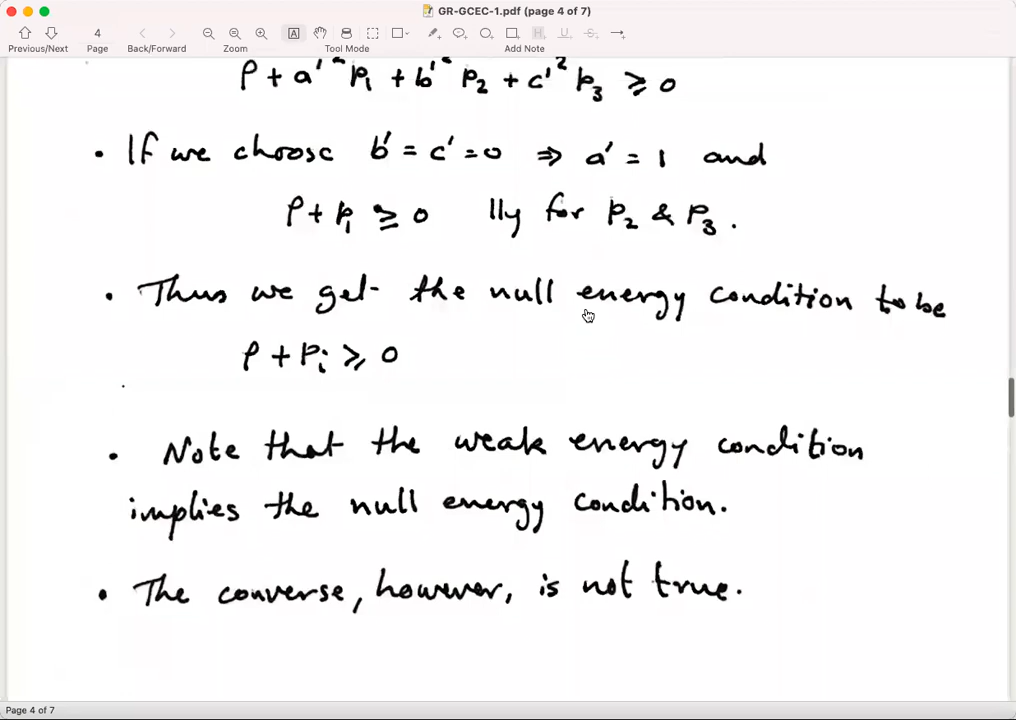 GR-GCEC-1.pdf (page 4 of 7)
4
Previous/Next Page Back/Forward Zoom Tool Mode Add Note
ρ + a'² p₁ + b'² p₂ + c'² p₃ ≥ 0
• If we choose b' = c' = 0 ⇒ a' = 1 and
ρ + p₁ ≥ 0 lly for p₂ & p₃.
• Thus we get the null energy condition to be
ρ + pᵢ ≥ 0
• Note that the weak energy condition
implies the null energy condition.
• The converse, however, is not true.
Page 4 of 7